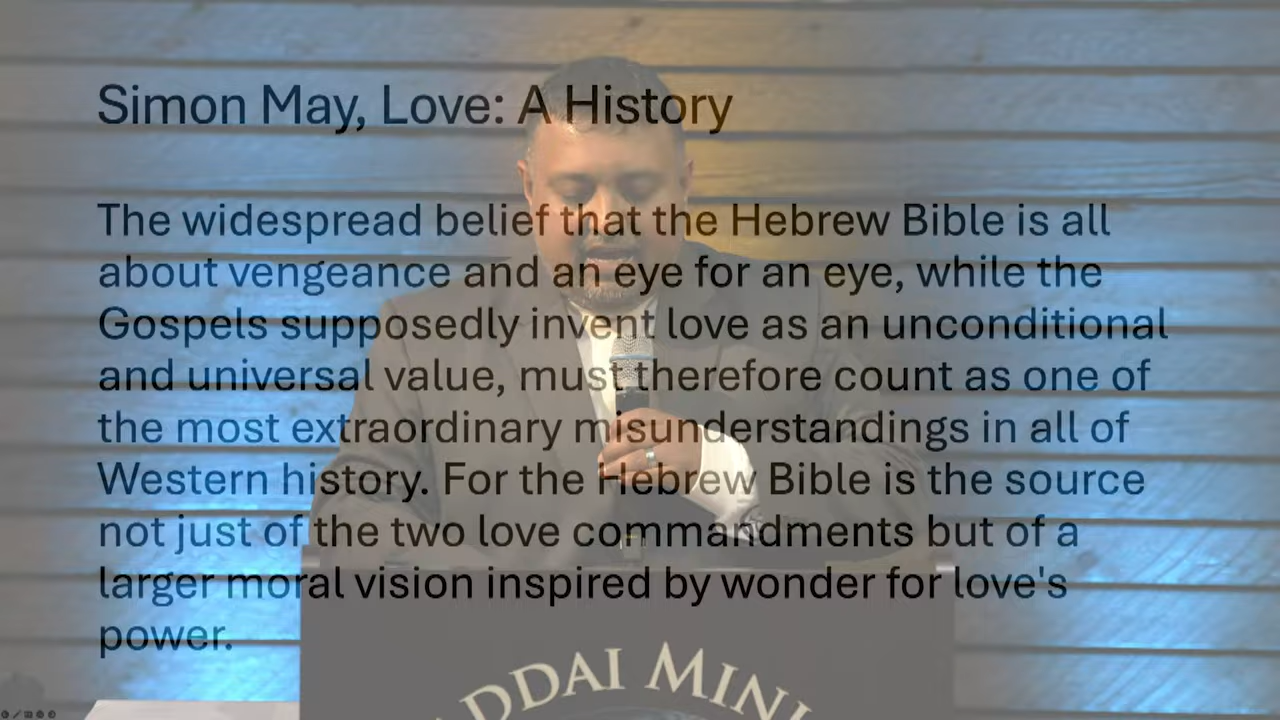 Simon May, Love: A History
The widespread belief that the Hebrew Bible is all
about vengeance and an eye for an eye, while the
Gospels supposedly invent love as an unconditional
and universal value, must therefore count as one of
the most extraordinary misunderstandings in all of
Western history. For the Hebrew Bible is the source
not just of the two love commandments but of a
larger moral vision inspired by wonder for love's
power.
DDAI MINI